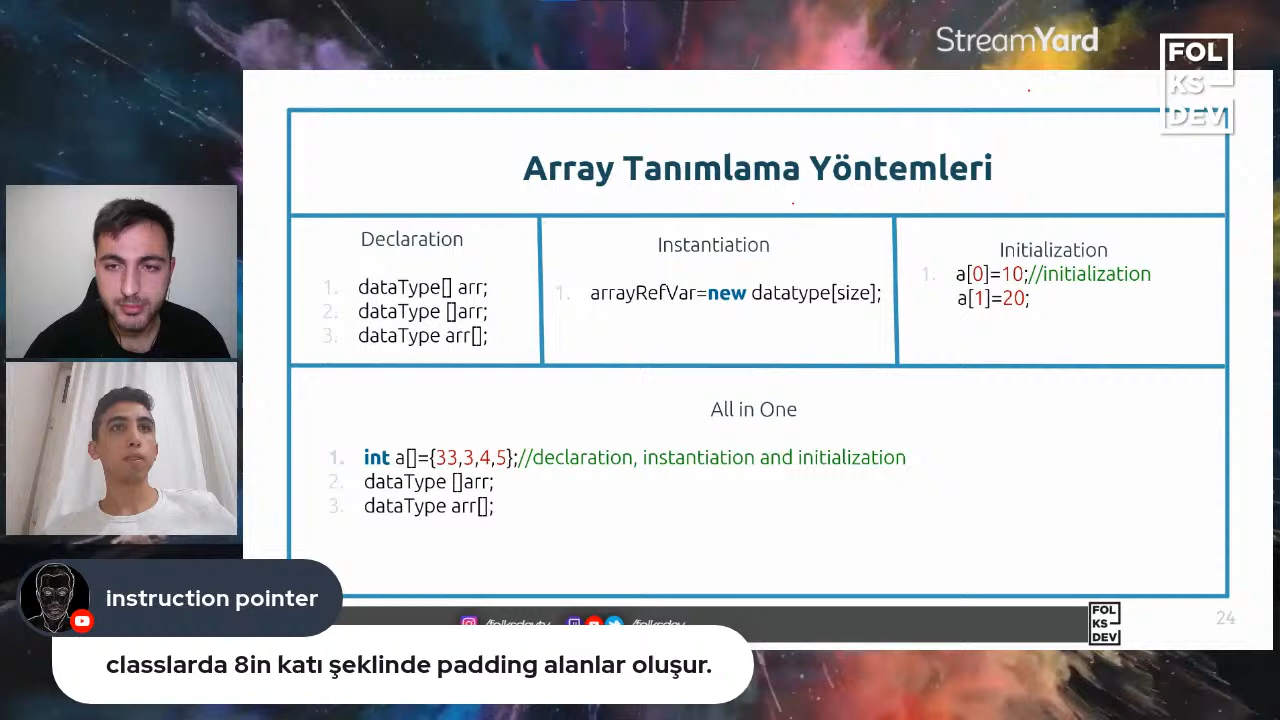 StreamYard
FOL
KS
DEV
Array Tanımlama Yöntemleri
Declaration
1. dataType[] arr;
2. dataType []arr;
3. dataType arr[];
Instantiation
1. arrayRefVar=new datatype[size];
Initialization
1. a[0]=10;//initialization
a[1]=20;
All in One
1. int a[]={33,3,4,5};//declaration, instantiation and initialization
2. dataType []arr;
3. dataType arr[];
instruction pointer
/folksdevtv
/folksdev
FOL
KS
DEV
24
classlarda 8in katı şeklinde padding alanlar oluşur.